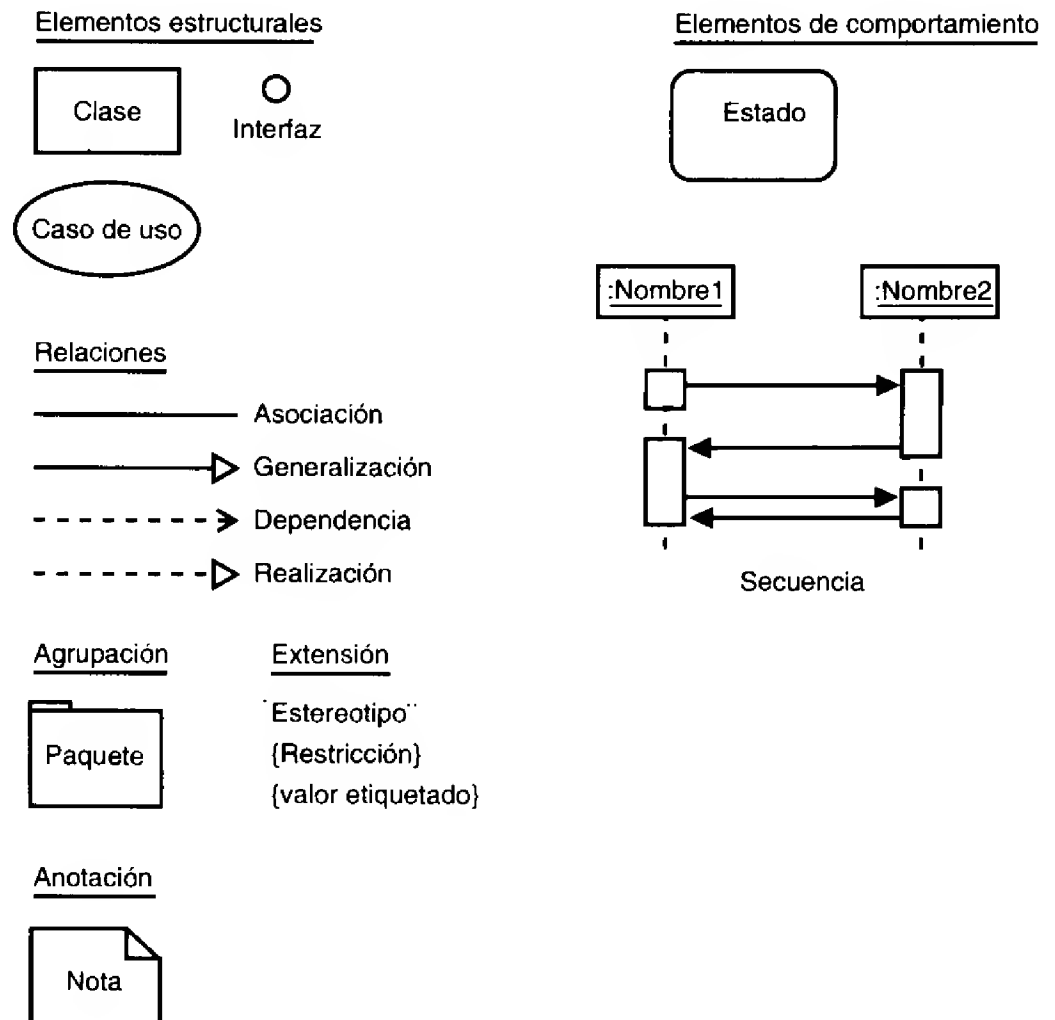 Elementos estructurales
Clase
Interfaz
Caso de uso
Relaciones
Asociación
Generalización
Dependencia
Realización
Agrupación
Paquete
Extensión
¨Estereotipo¨
{Restricción}
{valor etiquetado}
Anotación
Nota
Elementos de comportamiento
Estado
:Nombre1
:Nombre2
Secuencia